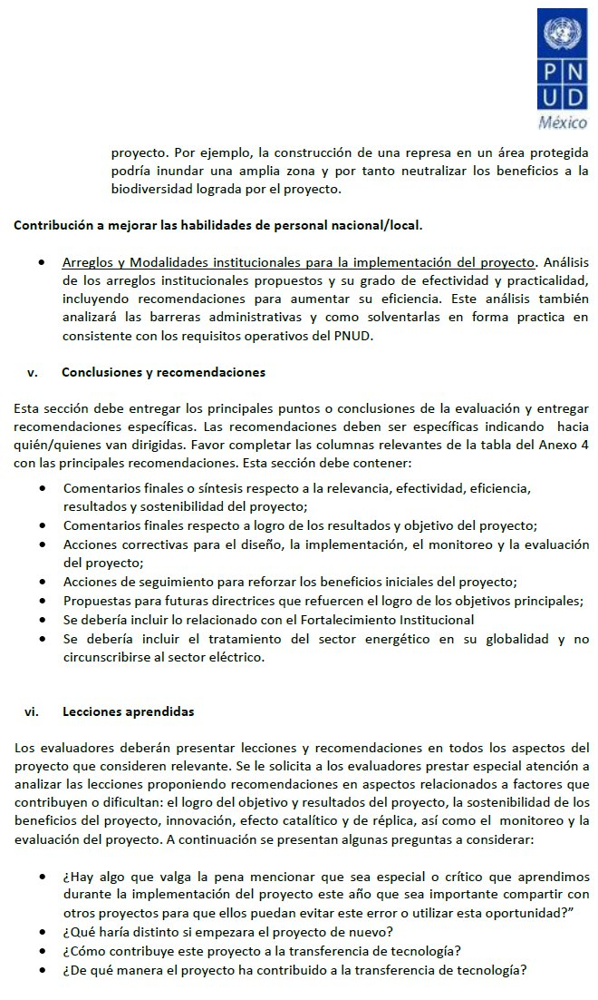 P N
U D
México
proyecto. Por ejemplo, la construcción de una represa en un área protegida
podría inundar una amplia zona y por tanto neutralizar los beneficios a la
biodiversidad lograda por el proyecto.
Contribución a mejorar las habilidades de personal nacional/local.
• Arreglos y Modalidades institucionales para la implementación del proyecto. Análisis
de los arreglos institucionales propuestos y su grado de efectividad y practicalidad,
incluyendo recomendaciones para aumentar su eficiencia. Este análisis también
analizará las barreras administrativas y como solventarlas en forma practica en
consistente con los requisitos operativos del PNUD.
v. Conclusiones y recomendaciones
Esta sección debe entregar los principales puntos o conclusiones de la evaluación y entregar
recomendaciones específicas. Las recomendaciones deben ser específicas indicando hacia
quién/quienes van dirigidas. Favor completar las columnas relevantes de la tabla del Anexo 4
con las principales recomendaciones. Esta sección debe contener:
• Comentarios finales o síntesis respecto a la relevancia, efectividad, eficiencia,
resultados y sostenibilidad del proyecto;
• Comentarios finales respecto a logro de los resultados y objetivo del proyecto;
• Acciones correctivas para el diseño, la implementación, el monitoreo y la evaluación
del proyecto;
• Acciones de seguimiento para reforzar los beneficios iniciales del proyecto;
• Propuestas para futuras directrices que refuercen el logro de los objetivos principales;
• Se debería incluir lo relacionado con el Fortalecimiento Institucional
• Se debería incluir el tratamiento del sector energético en su globalidad y no
circunscribirse al sector eléctrico.
vi. Lecciones aprendidas
Los evaluadores deberán presentar lecciones y recomendaciones en todos los aspectos del
proyecto que consideren relevante. Se le solicita a los evaluadores prestar especial atención a
analizar las lecciones proponiendo recomendaciones en aspectos relacionados a factores que
contribuyen o dificultan: el logro del objetivo y resultados del proyecto, la sostenibilidad de los
beneficios del proyecto, innovación, efecto catalítico y de réplica, así como el monitoreo y la
evaluación del proyecto. A continuación se presentan algunas preguntas a considerar:
• ¿Hay algo que valga la pena mencionar que sea especial o crítico que aprendimos
durante la implementación del proyecto este año que sea importante compartir con
otros proyectos para que ellos puedan evitar este error o utilizar esta oportunidad?”
• ¿Qué haría distinto si empezara el proyecto de nuevo?
• ¿Cómo contribuye este proyecto a la transferencia de tecnología?
• ¿De qué manera el proyecto ha contribuido a la transferencia de tecnología?